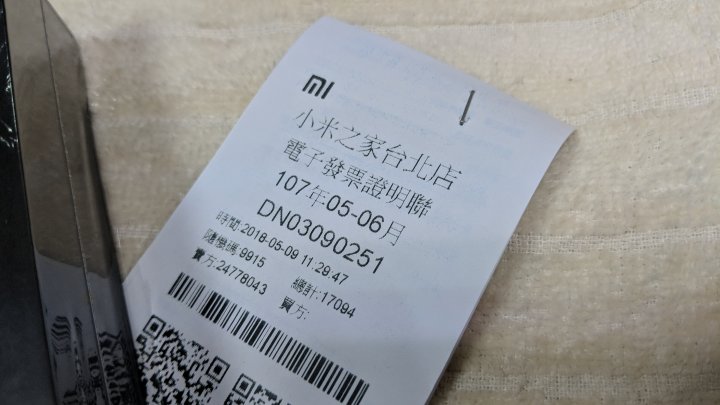 MI
小米之家台北店
電子發票證明聯
107年05-06月
DN03090251
時間:2018-05-09 11:29:47
隨機碼:9915 總計:17094
賣方:24778043 買方: